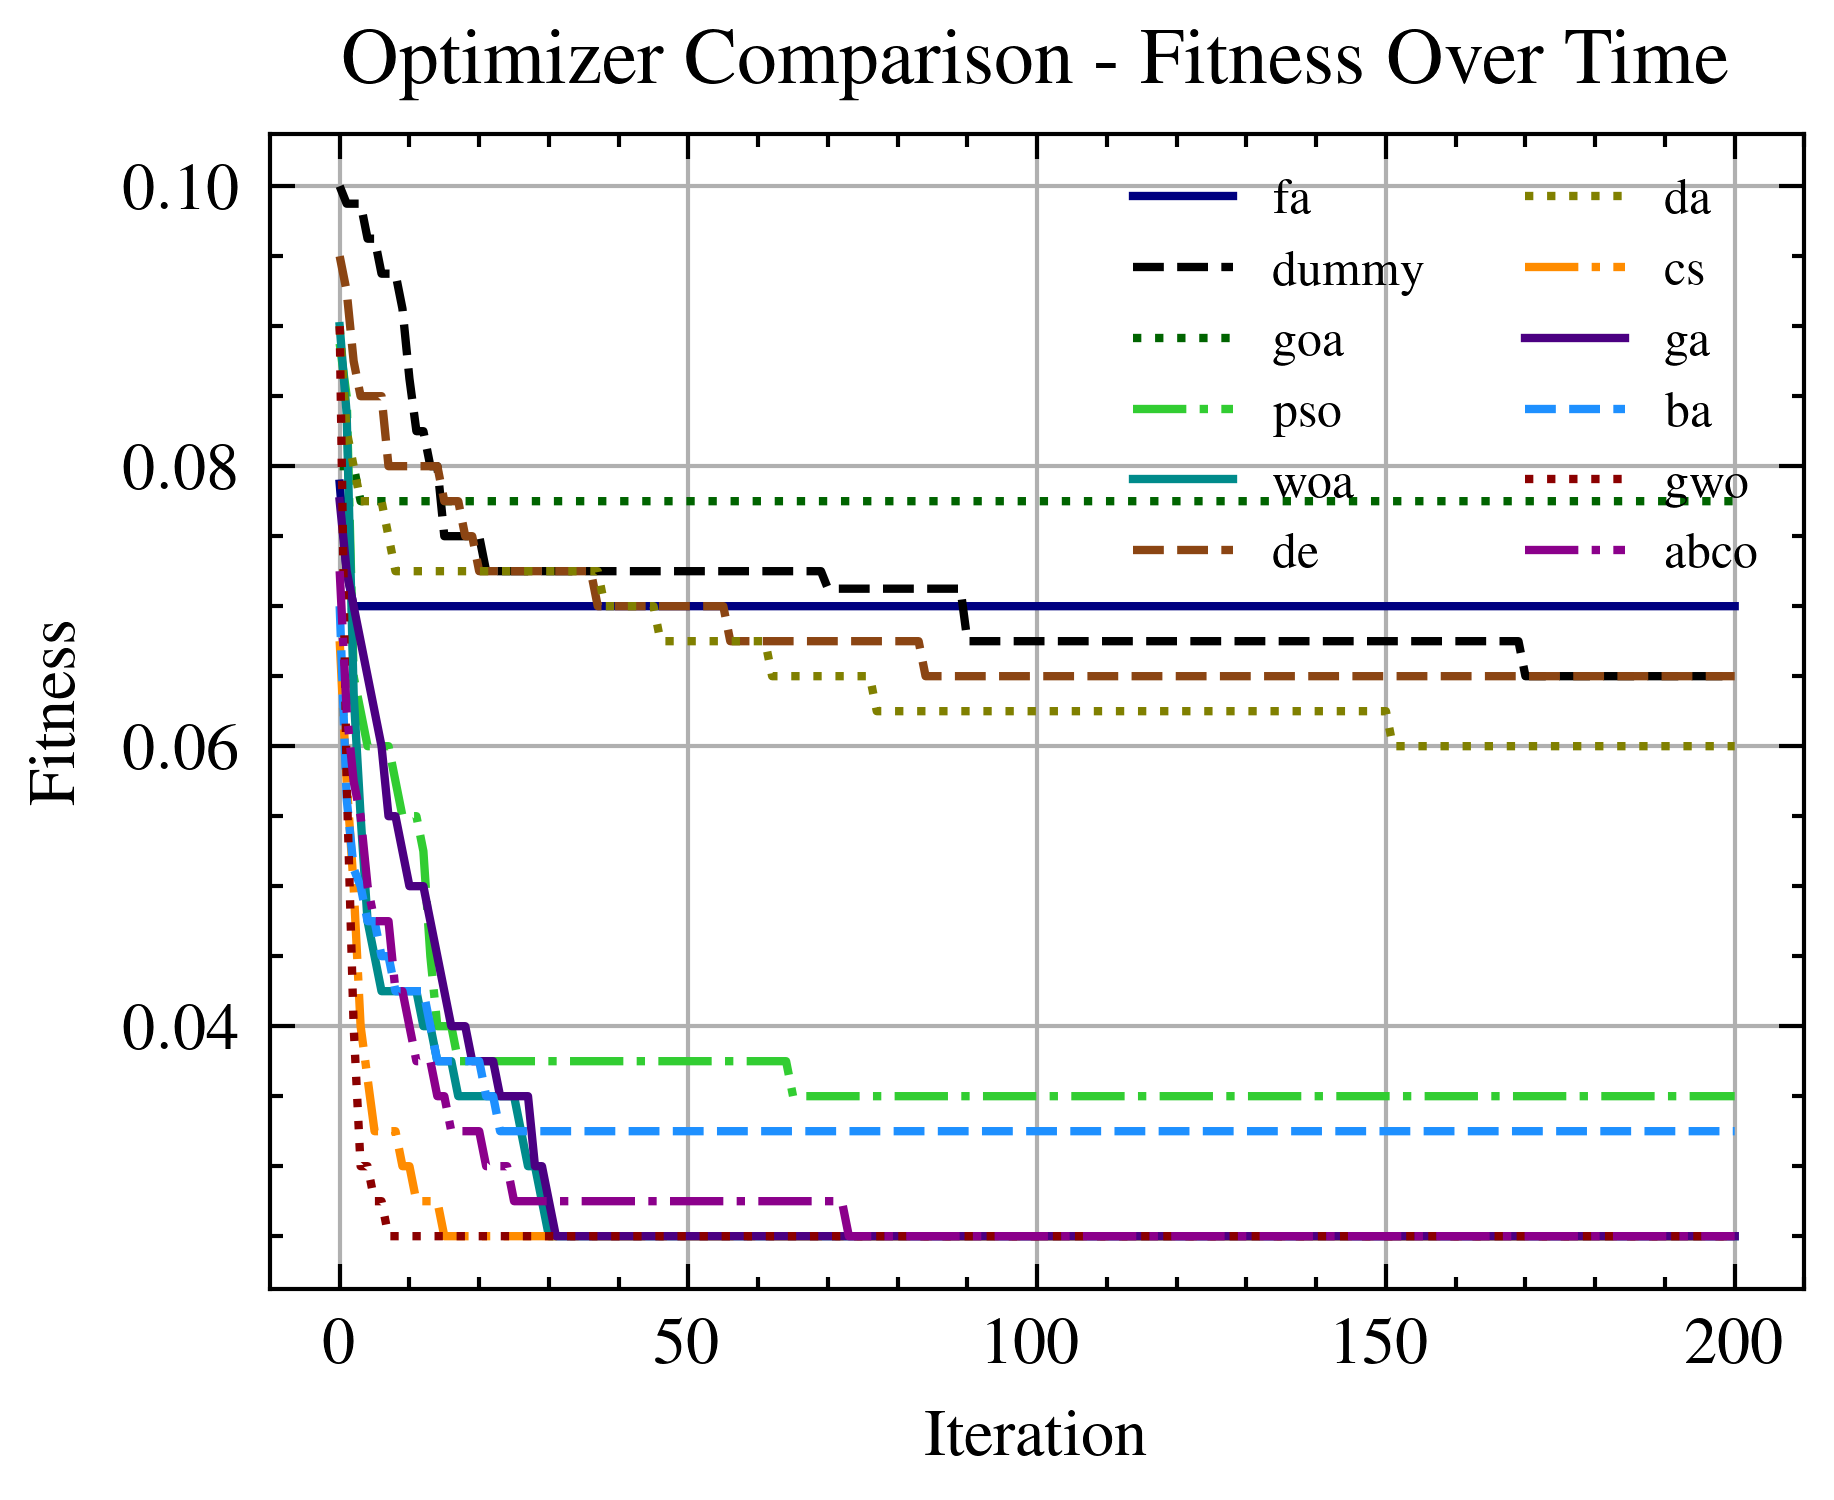 Optimizer Comparison - Fitness Over Time
0.10
0.08
0.06
0.04
Fitness
fa
dummy
goa
pso
woa
de
da
cs
ga
ba
gwo
abco
0 50 100 150 200
Iteration